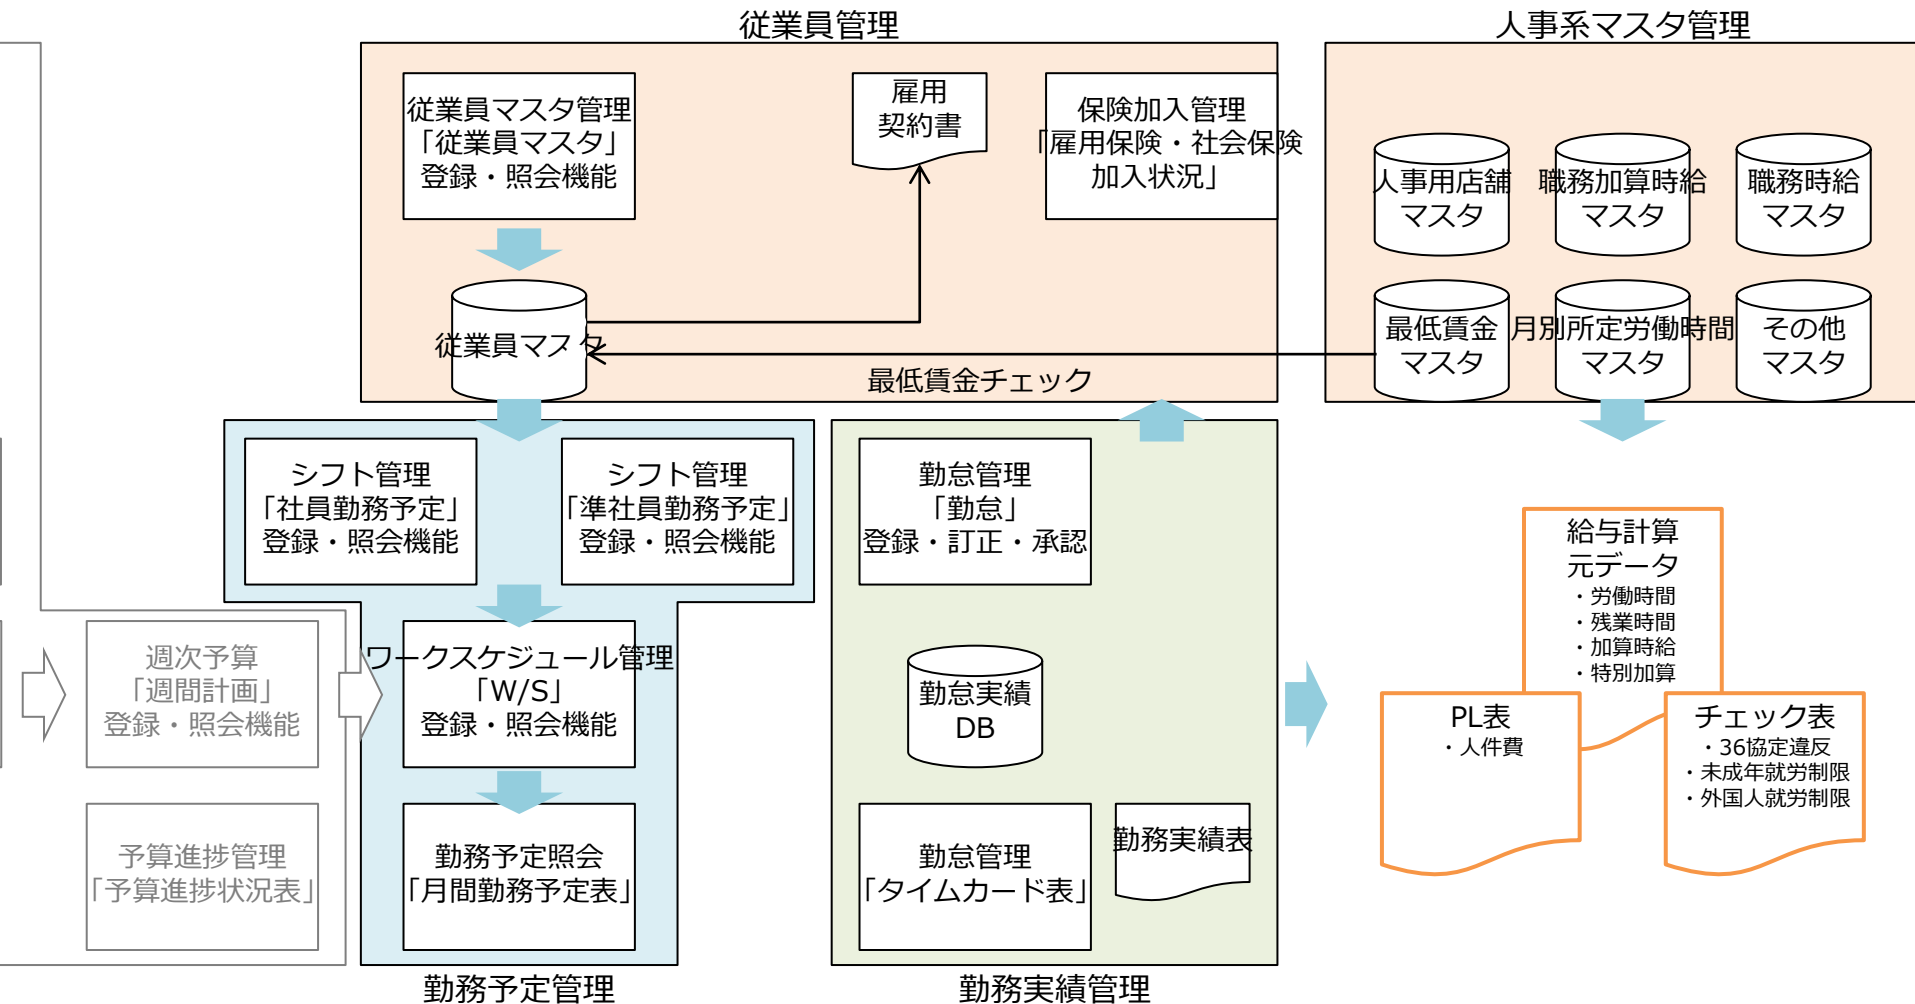 従業員管理
人事系マスタ管理
従業員マスタ管理
「従業員マスタ」
登録・照会機能
雇用
契約書
保険加入管理
「雇用保険・社会保険
加入状況」
人事用店舗
マスタ
職務加算時給
マスタ
職務時給
マスタ
従業員マスタ
最低賃金
マスタ
月別所定労働時間
マスタ
その他
マスタ
最低賃金チェック
シフト管理
「社員勤務予定」
登録・照会機能
シフト管理
「準社員勤務予定」
登録・照会機能
勤怠管理
「勤怠」
登録・訂正・承認
給与計算
元データ
・労働時間
・残業時間
・加算時給
・特別加算
週次予算
「週間計画」
登録・照会機能
ワークスケジュール管理
「W/S」
登録・照会機能
勤怠実績
DB
PL表
・人件費
チェック表
・36協定違反
・未成年就労制限
・外国人就労制限
予算進捗管理
「予算進捗状況表」
勤務予定照会
「月間勤務予定表」
勤怠管理
「タイムカード表」
勤務実績表
勤務予定管理
勤務実績管理